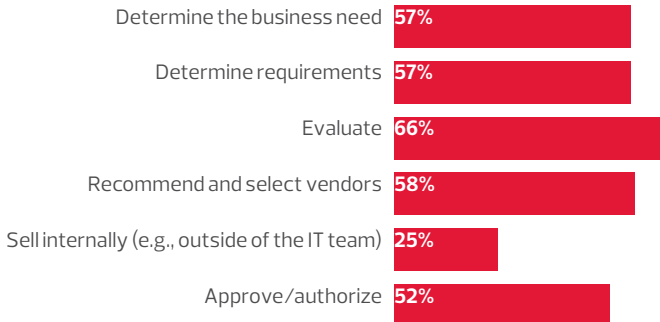 Determine the business need 57%
Determine requirements 57%
Evaluate 66%
Recommend and select vendors 58%
Sell internally (e.g., outside of the IT team) 25%
Approve/authorize 52%